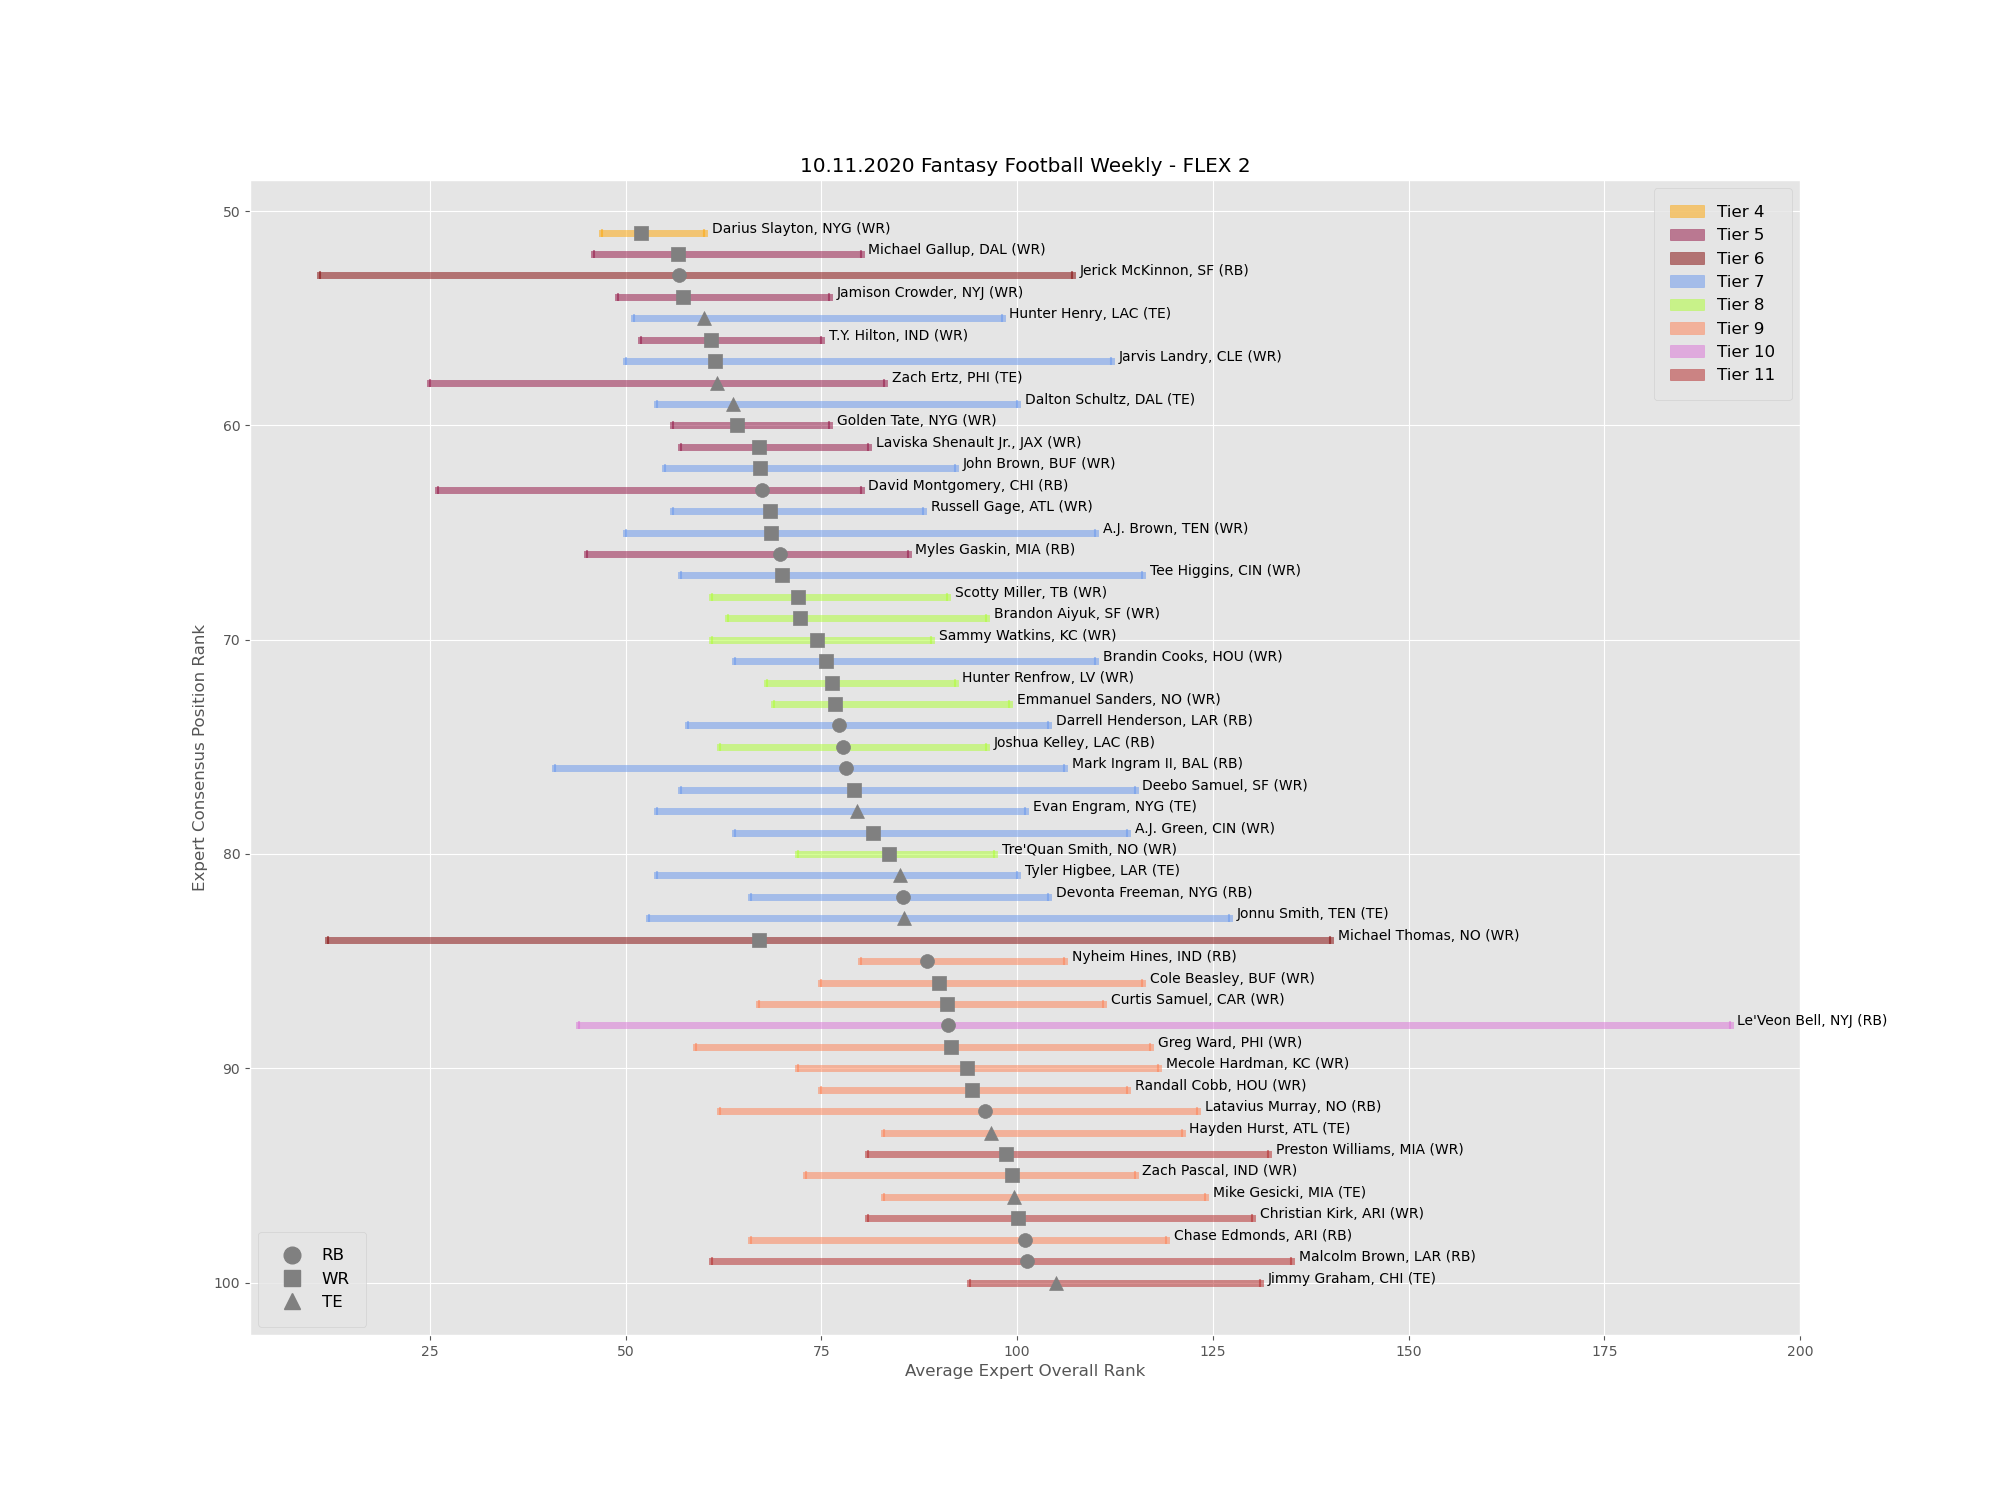 10.11.2020 Fantasy Football Weekly - FLEX 2
Tier 4
Tier 5
Tier 6
Tier 7
Tier 8
Tier 9
Tier 10
Tier 11
50
60
70
80
90
100
Expert Consensus Position Rank
Darius Slayton, NYG (WR)
Michael Gallup, DAL (WR)
Jerick McKinnon, SF (RB)
Jamison Crowder, NYJ (WR)
Hunter Henry, LAC (TE)
T.Y. Hilton, IND (WR)
Jarvis Landry, CLE (WR)
Zach Ertz, PHI (TE)
Dalton Schultz, DAL (TE)
Golden Tate, NYG (WR)
Laviska Shenault Jr., JAX (WR)
John Brown, BUF (WR)
David Montgomery, CHI (RB)
Russell Gage, ATL (WR)
A.J. Brown, TEN (WR)
Myles Gaskin, MIA (RB)
Tee Higgins, CIN (WR)
Scotty Miller, TB (WR)
Brandon Aiyuk, SF (WR)
Sammy Watkins, KC (WR)
Brandin Cooks, HOU (WR)
Hunter Renfrow, LV (WR)
Emmanuel Sanders, NO (WR)
Darrell Henderson, LAR (RB)
Joshua Kelley, LAC (RB)
Mark Ingram II, BAL (RB)
Deebo Samuel, SF (WR)
Evan Engram, NYG (TE)
A.J. Green, CIN (WR)
Tre'Quan Smith, NO (WR)
Tyler Higbee, LAR (TE)
Devonta Freeman, NYG (RB)
Jonnu Smith, TEN (TE)
Michael Thomas, NO (WR)
Nyheim Hines, IND (RB)
Cole Beasley, BUF (WR)
Curtis Samuel, CAR (WR)
Le'Veon Bell, NYJ (RB)
Greg Ward, PHI (WR)
Mecole Hardman, KC (WR)
Randall Cobb, HOU (WR)
Latavius Murray, NO (RB)
Hayden Hurst, ATL (TE)
Preston Williams, MIA (WR)
Zach Pascal, IND (WR)
Mike Gesicki, MIA (TE)
Christian Kirk, ARI (WR)
Chase Edmonds, ARI (RB)
Malcolm Brown, LAR (RB)
Jimmy Graham, CHI (TE)
RB
WR
TE
25
50
75
100
125
150
175
200
Average Expert Overall Rank